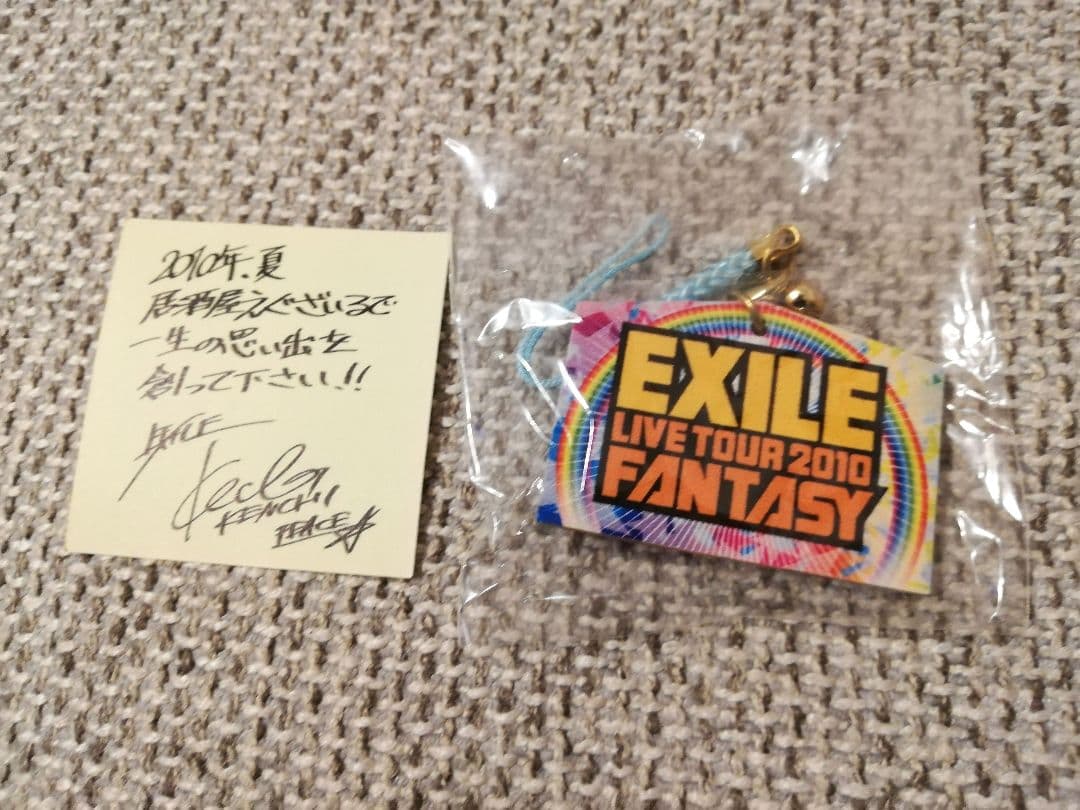 2010年、夏
居酒屋えぐざいるで
一生の思い出を
創って下さい!!
EXILE
KENCHI
PEACE
EXILE
LIVE TOUR 2010
FANTASY